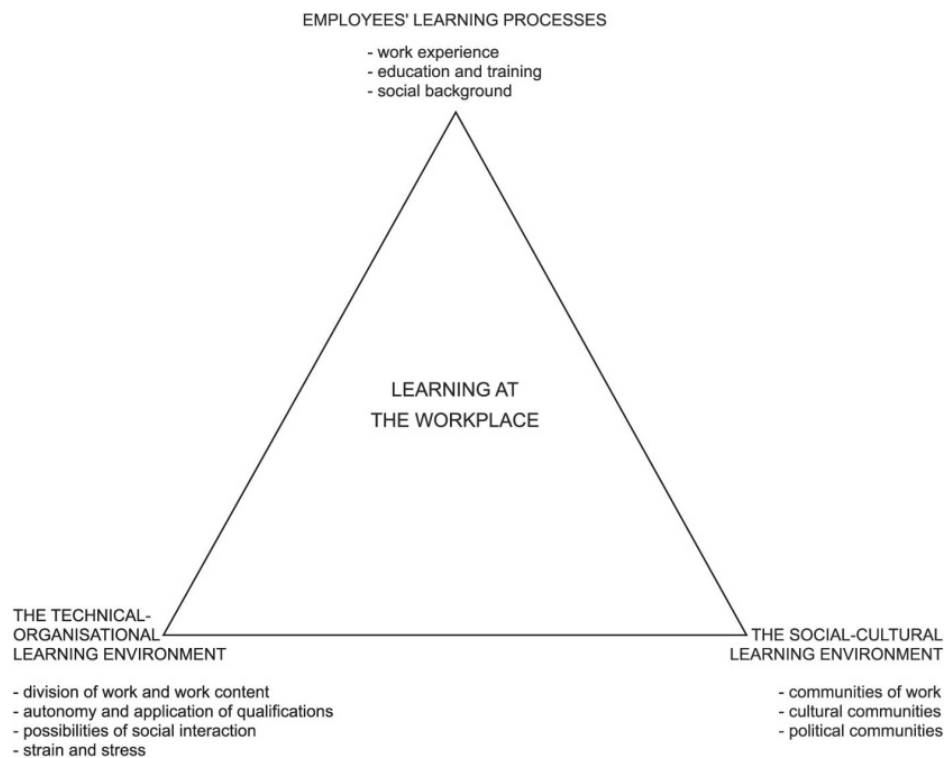 EMPLOYEES' LEARNING PROCESSES
- work experience
- education and training
- social background
LEARNING AT
THE WORKPLACE
THE TECHNICAL-
ORGANISATIONAL
LEARNING ENVIRONMENT
- division of work and work content
- autonomy and application of qualifications
- possibilities of social interaction
- strain and stress
THE SOCIAL-CULTURAL
LEARNING ENVIRONMENT
- communities of work
- cultural communities
- political communities